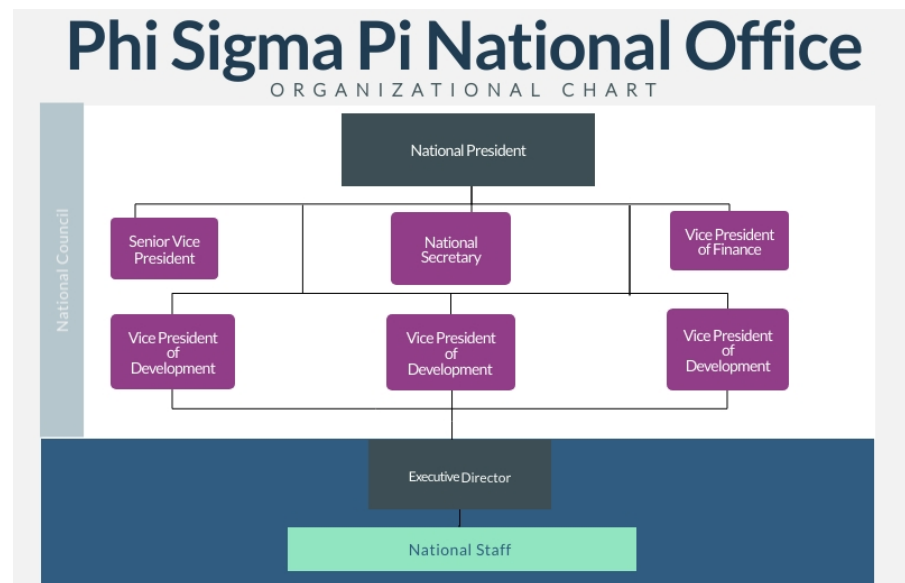 Phi Sigma Pi National Office
ORGANIZATIONAL CHART
National Council
National President
Senior Vice
President
National
Secretary
Vice President
of Finance
Vice President
of
Development
Vice President
of
Development
Vice President
of
Development
Executive Director
National Staff